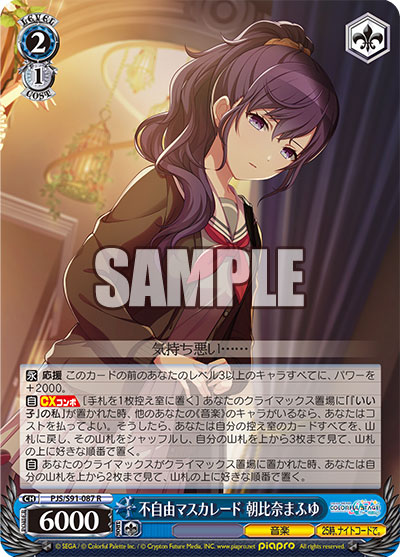 LEVEL
2
1
COST
SAMPLE
気持ち悪い……
永 応援 このカードの前のあなたのレベル3以上のキャラすべてに、パワーを
+2000。
自 CXコンボ [手札を1枚控え室に置く] あなたのクライマックス置場に「『いい
子』の私」が置かれた時、他のあなたの《音楽》のキャラがいるなら、あなたはコ
ストを払ってよい。そうしたら、あなたは自分の控え室のカードすべてを、山
札に戻し、その山札をシャッフルし、自分の山札を上から3枚まで見て、山
札の上に好きな順番で置く。
自 あなたのクライマックスがクライマックス置場に置かれた時、あなた
は自分の山札を上から2枚まで見て、山札の上に好きな順番で置く。
CH
PJS/S91-087 R
POWER
6000
不自由マスカレード 朝比奈まふゆ
COLORFUL STAGE!
音楽
25時、ナイトコードで。
© SEGA / © Colorful Palette Inc. / © Crypton Future Media, INC. www.piapro.net All rights reserved.
piapro